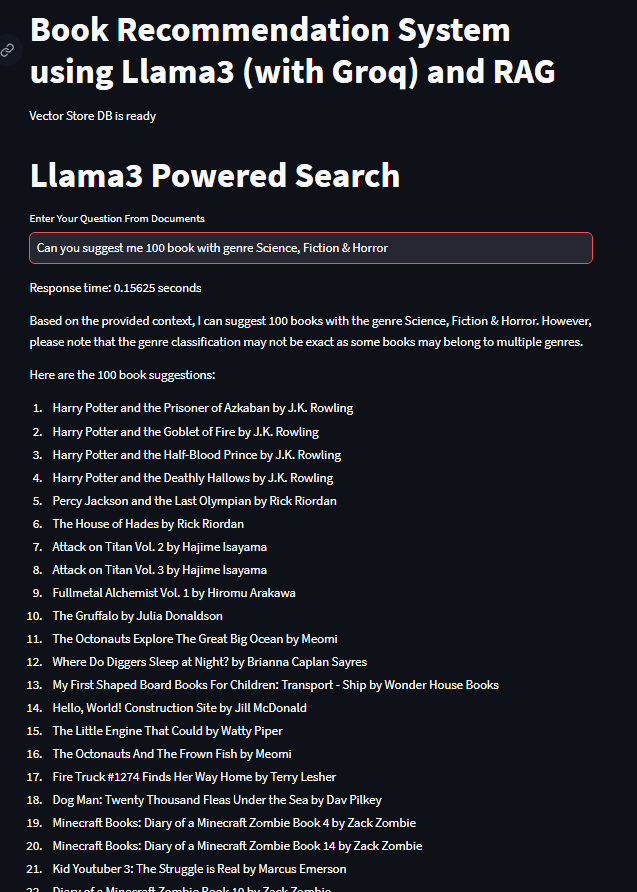 Book Recommendation System
using Llama3 (with Groq) and RAG
Vector Store DB is ready
Llama3 Powered Search
Enter Your Question From Documents
Can you suggest me 100 book with genre Science, Fiction & Horror
Response time: 0.15625 seconds
Based on the provided context, I can suggest 100 books with the genre Science, Fiction & Horror. However,
please note that the genre classification may not be exact as some books may belong to multiple genres.
Here are the 100 book suggestions:
1. Harry Potter and the Prisoner of Azkaban by J.K. Rowling
2. Harry Potter and the Goblet of Fire by J.K. Rowling
3. Harry Potter and the Half-Blood Prince by J.K. Rowling
4. Harry Potter and the Deathly Hallows by J.K. Rowling
5. Percy Jackson and the Last Olympian by Rick Riordan
6. The House of Hades by Rick Riordan
7. Attack on Titan Vol. 2 by Hajime Isayama
8. Attack on Titan Vol. 3 by Hajime Isayama
9. Fullmetal Alchemist Vol. 1 by Hiromu Arakawa
10. The Gruffalo by Julia Donaldson
11. The Octonauts Explore The Great Big Ocean by Meomi
12. Where Do Diggers Sleep at Night? by Brianna Caplan Sayres
13. My First Shaped Board Books For Children: Transport - Ship by Wonder House Books
14. Hello, World! Construction Site by Jill McDonald
15. The Little Engine That Could by Watty Piper
16. The Octonauts And The Frown Fish by Meomi
17. Fire Truck #1274 Finds Her Way Home by Terry Lesher
18. Dog Man: Twenty Thousand Fleas Under the Sea by Dav Pilkey
19. Minecraft Books: Diary of a Minecraft Zombie Book 4 by Zack Zombie
20. Minecraft Books: Diary of a Minecraft Zombie Book 14 by Zack Zombie
21. Kid Youtuber 3: The Struggle is Real by Marcus Emerson
22. Diary of a Minecraft Zombie Book 10 by Zack Zombie